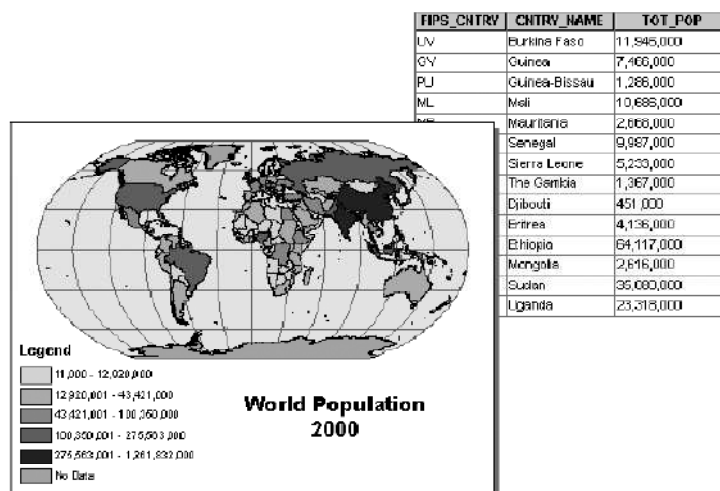 FIPS_CNTRY CNTRY_NAME TOT_POP
UV Burkina Faso 11,946,000
Guinea 7,466,000
PU Guinea-Bissau 1,286,000
ML Mali 10,686,000
Mauritania 2,668,000
Senegal 9,987,000
Sierra Leone 5,233,000
The Gambia 1,367,000
Djibouti 451,000
Eritrea 4,136,000
Ethiopia 64,117,000
Mongolia 2,616,000
Sudan 35,080,000
Uganda 23,318,000
Legend
11,000 - 12,920,000
12,920,001 - 43,421,000
43,421,001 - 100,350,000
100,350,001 - 275,563,000
275,563,001 - 1,261,832,000
No Data
World Population
2000